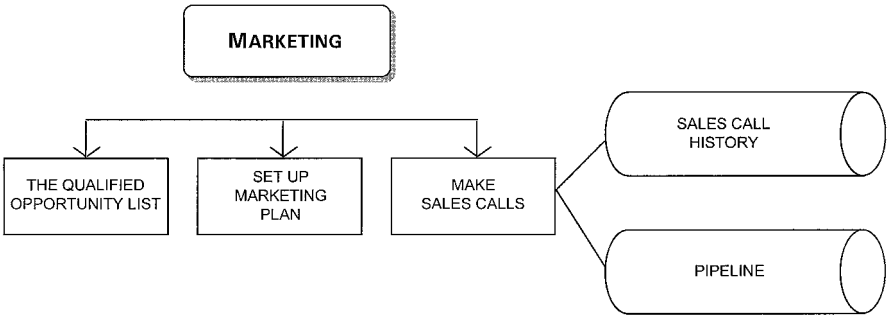 MARKETING
THE QUALIFIED
OPPORTUNITY LIST
SET UP
MARKETING
PLAN
MAKE
SALES CALLS
SALES CALL
HISTORY
PIPELINE